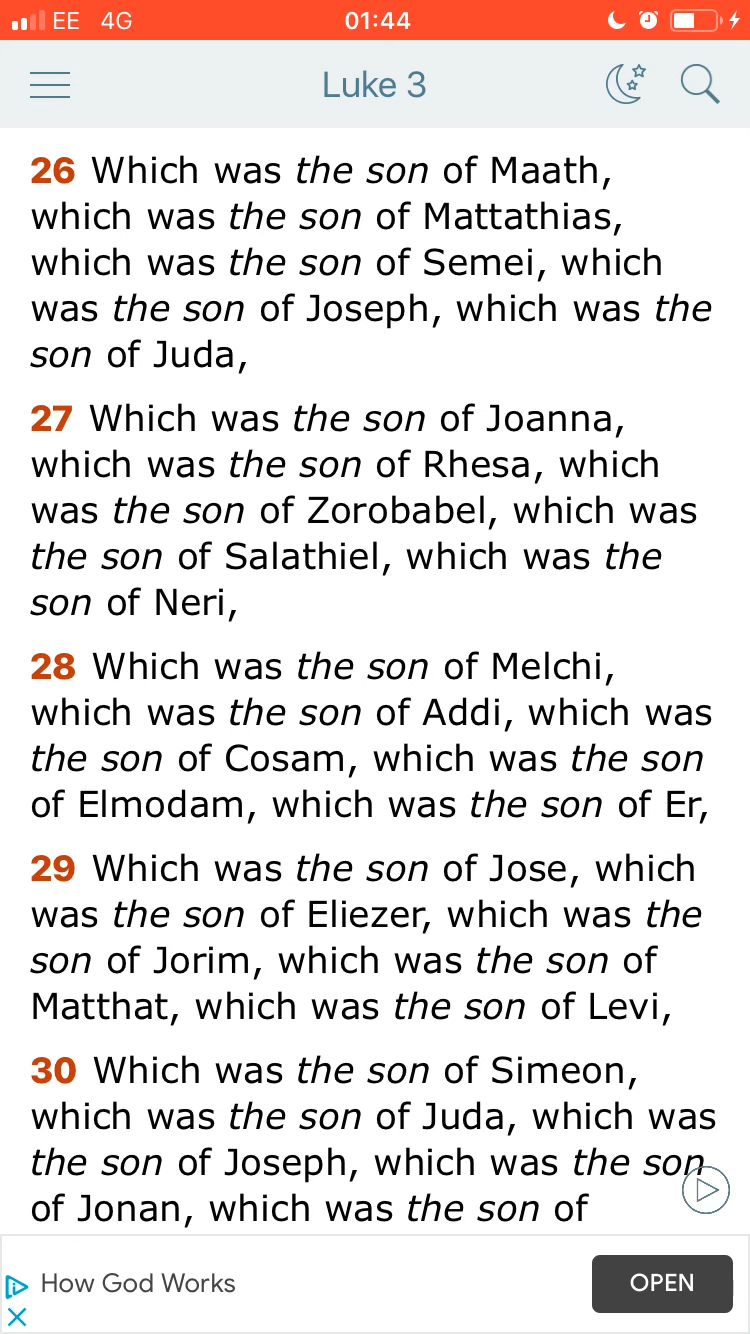 EE 4G 01:44
Luke 3
26 Which was the son of Maath,
which was the son of Mattathias,
which was the son of Semei, which
was the son of Joseph, which was the
son of Juda,
27 Which was the son of Joanna,
which was the son of Rhesa, which
was the son of Zorobabel, which was
the son of Salathiel, which was the
son of Neri,
28 Which was the son of Melchi,
which was the son of Addi, which was
the son of Cosam, which was the son
of Elmodam, which was the son of Er,
29 Which was the son of Jose, which
was the son of Eliezer, which was the
son of Jorim, which was the son of
Matthat, which was the son of Levi,
30 Which was the son of Simeon,
which was the son of Juda, which was
the son of Joseph, which was the son
of Jonan, which was the son of
How God Works OPEN